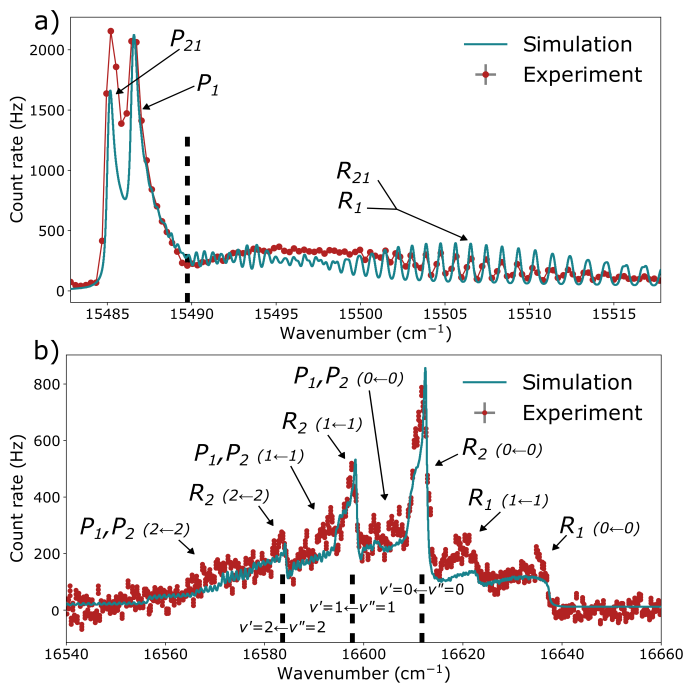 a)
P21
P1
Simulation
Experiment
R21
R1
Count rate (Hz)
2000
1500
1000
500
0
15485 15490 15495 15500 15505 15510 15515
Wavenumber (cm−1)
b)
P1,P2 (0←0)
Simulation
Experiment
R2 (1←1)
P1,P2 (1←1)
R2 (0←0)
R2 (2←2)
R1 (1←1)
P1,P2 (2←2)
R1 (0←0)
v'=0←v''=0
v'=1←v''=1
v'=2←v''=2
Count rate (Hz)
800
600
400
200
0
16540 16560 16580 16600 16620 16640 16660
Wavenumber (cm−1)